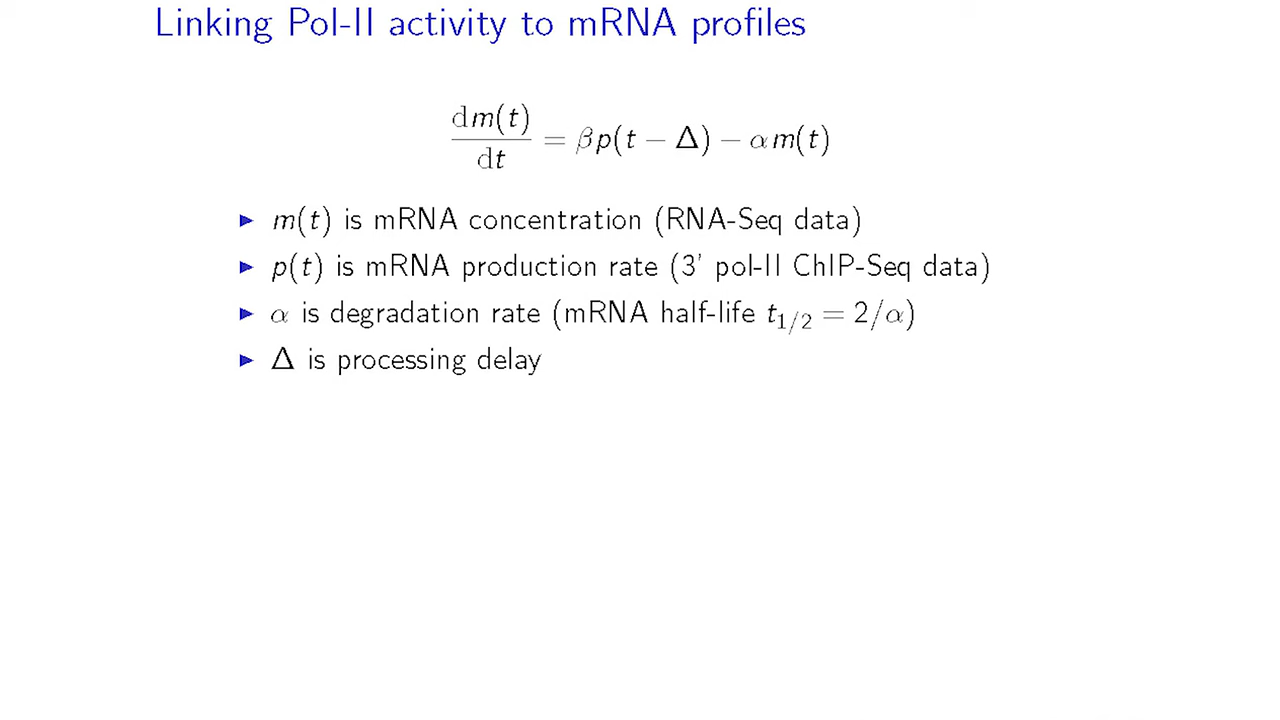 Linking Pol-II activity to mRNA profiles
dm(t)/dt = βp(t − Δ) − αm(t)
▶ m(t) is mRNA concentration (RNA-Seq data)
▶ p(t) is mRNA production rate (3' pol-II ChIP-Seq data)
▶ α is degradation rate (mRNA half-life t₁/₂ = 2/α)
▶ Δ is processing delay